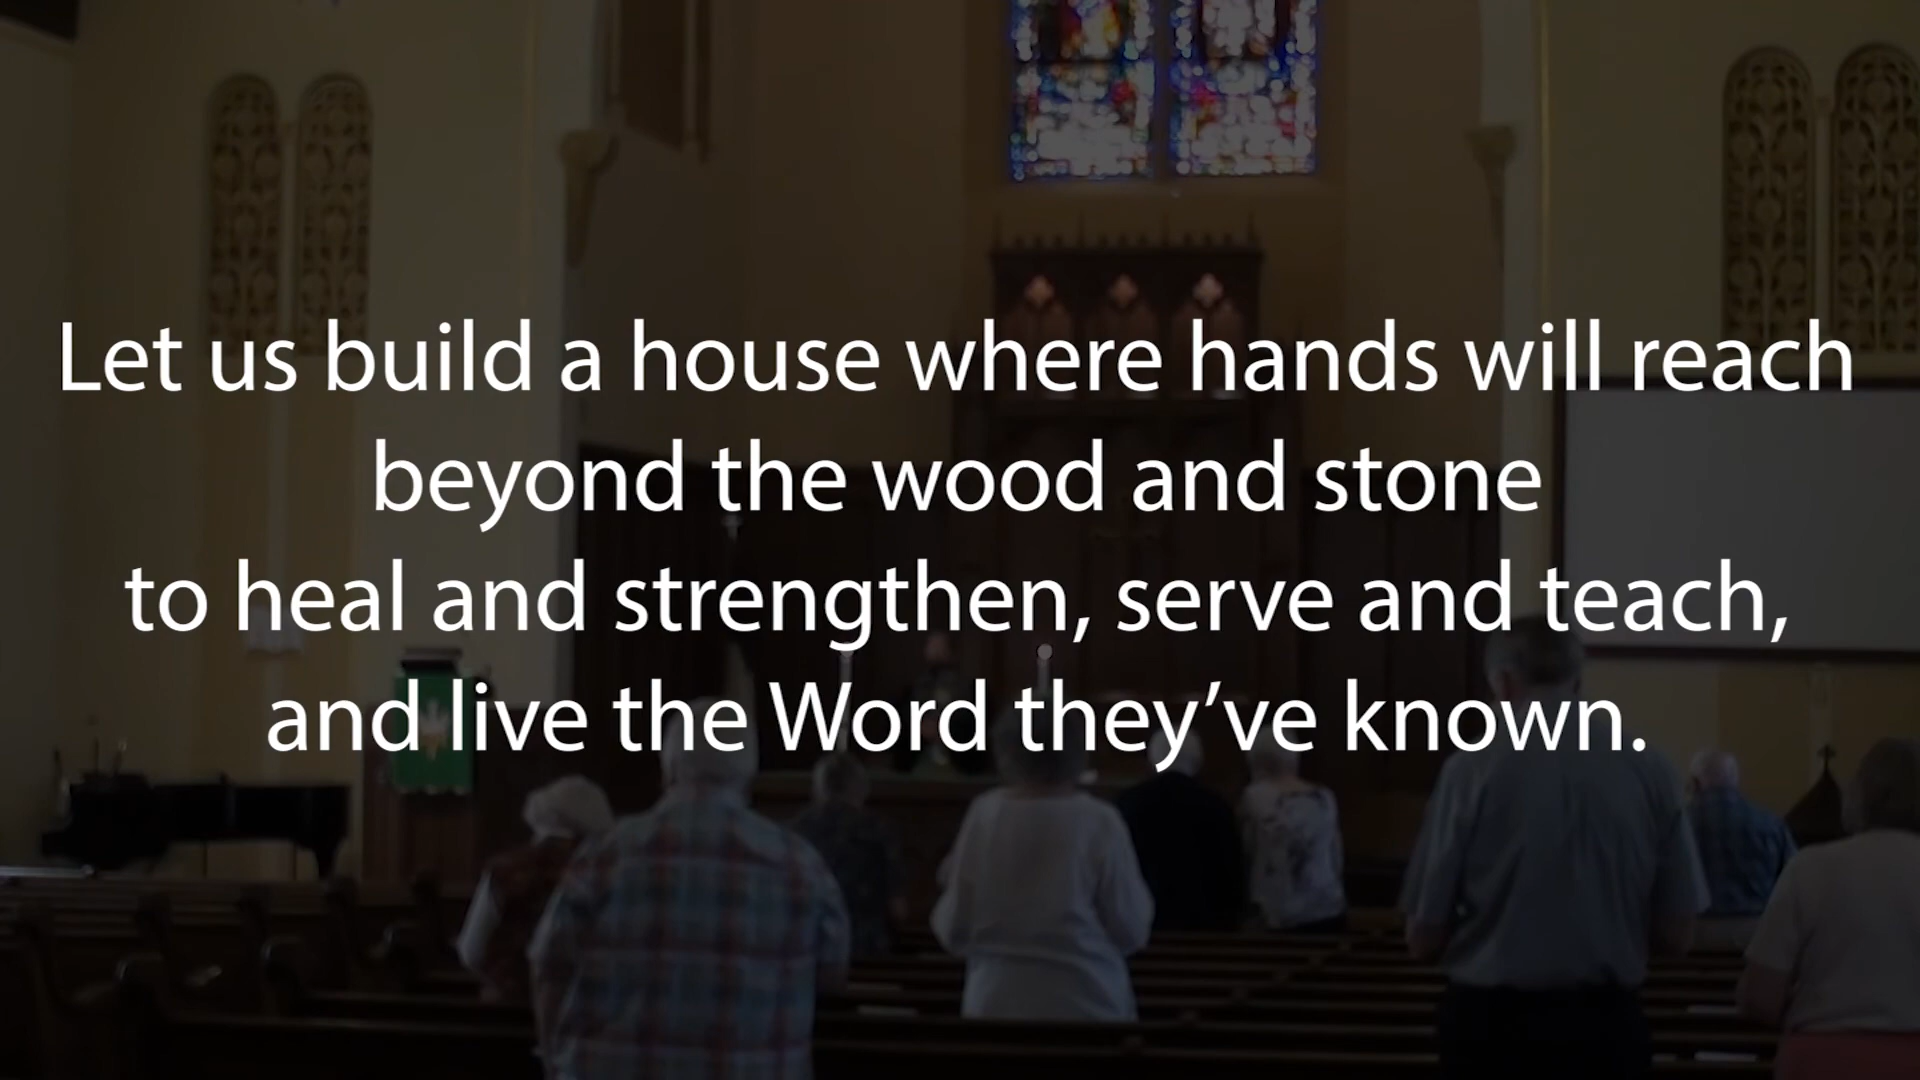 Let us build a house where hands will reach
beyond the wood and stone
to heal and strengthen, serve and teach,
and live the Word they’ve known.